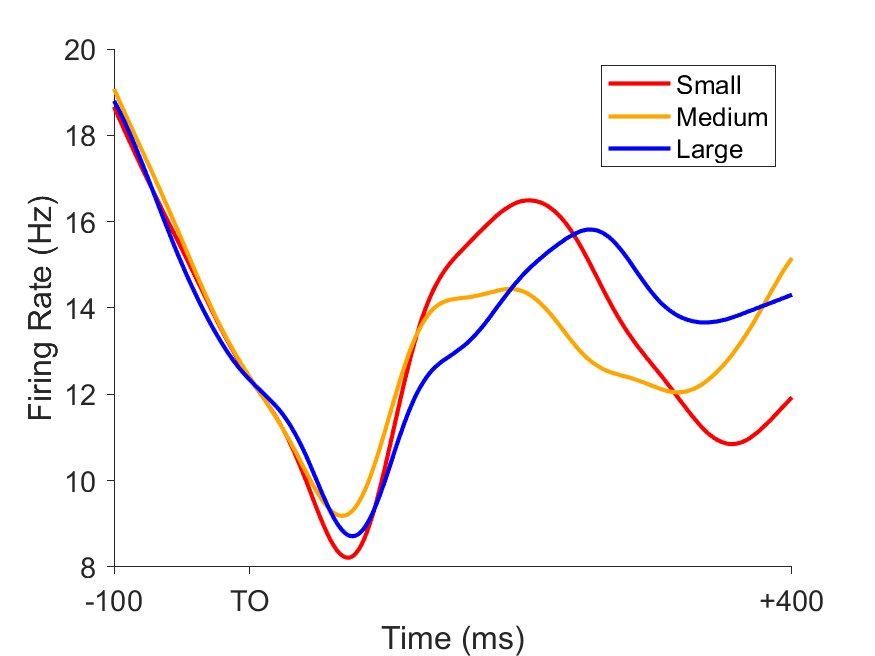 20
18
16
14
12
10
8
Firing Rate (Hz)
Small
Medium
Large
-100
TO
+400
Time (ms)